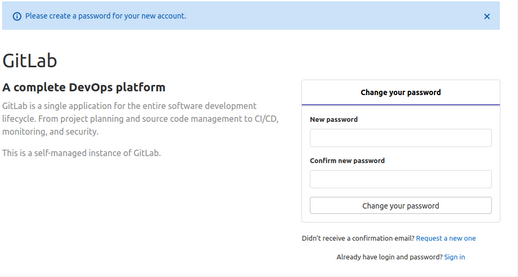 Please create a password for your new account.
GitLab
A complete DevOps platform
GitLab is a single application for the entire software development
lifecycle. From project planning and source code management to CI/CD,
monitoring, and security.
This is a self-managed instance of GitLab.
Change your password
New password
Confirm new password
Change your password
Didn't receive a confirmation email? Request a new one
Already have login and password? Sign in